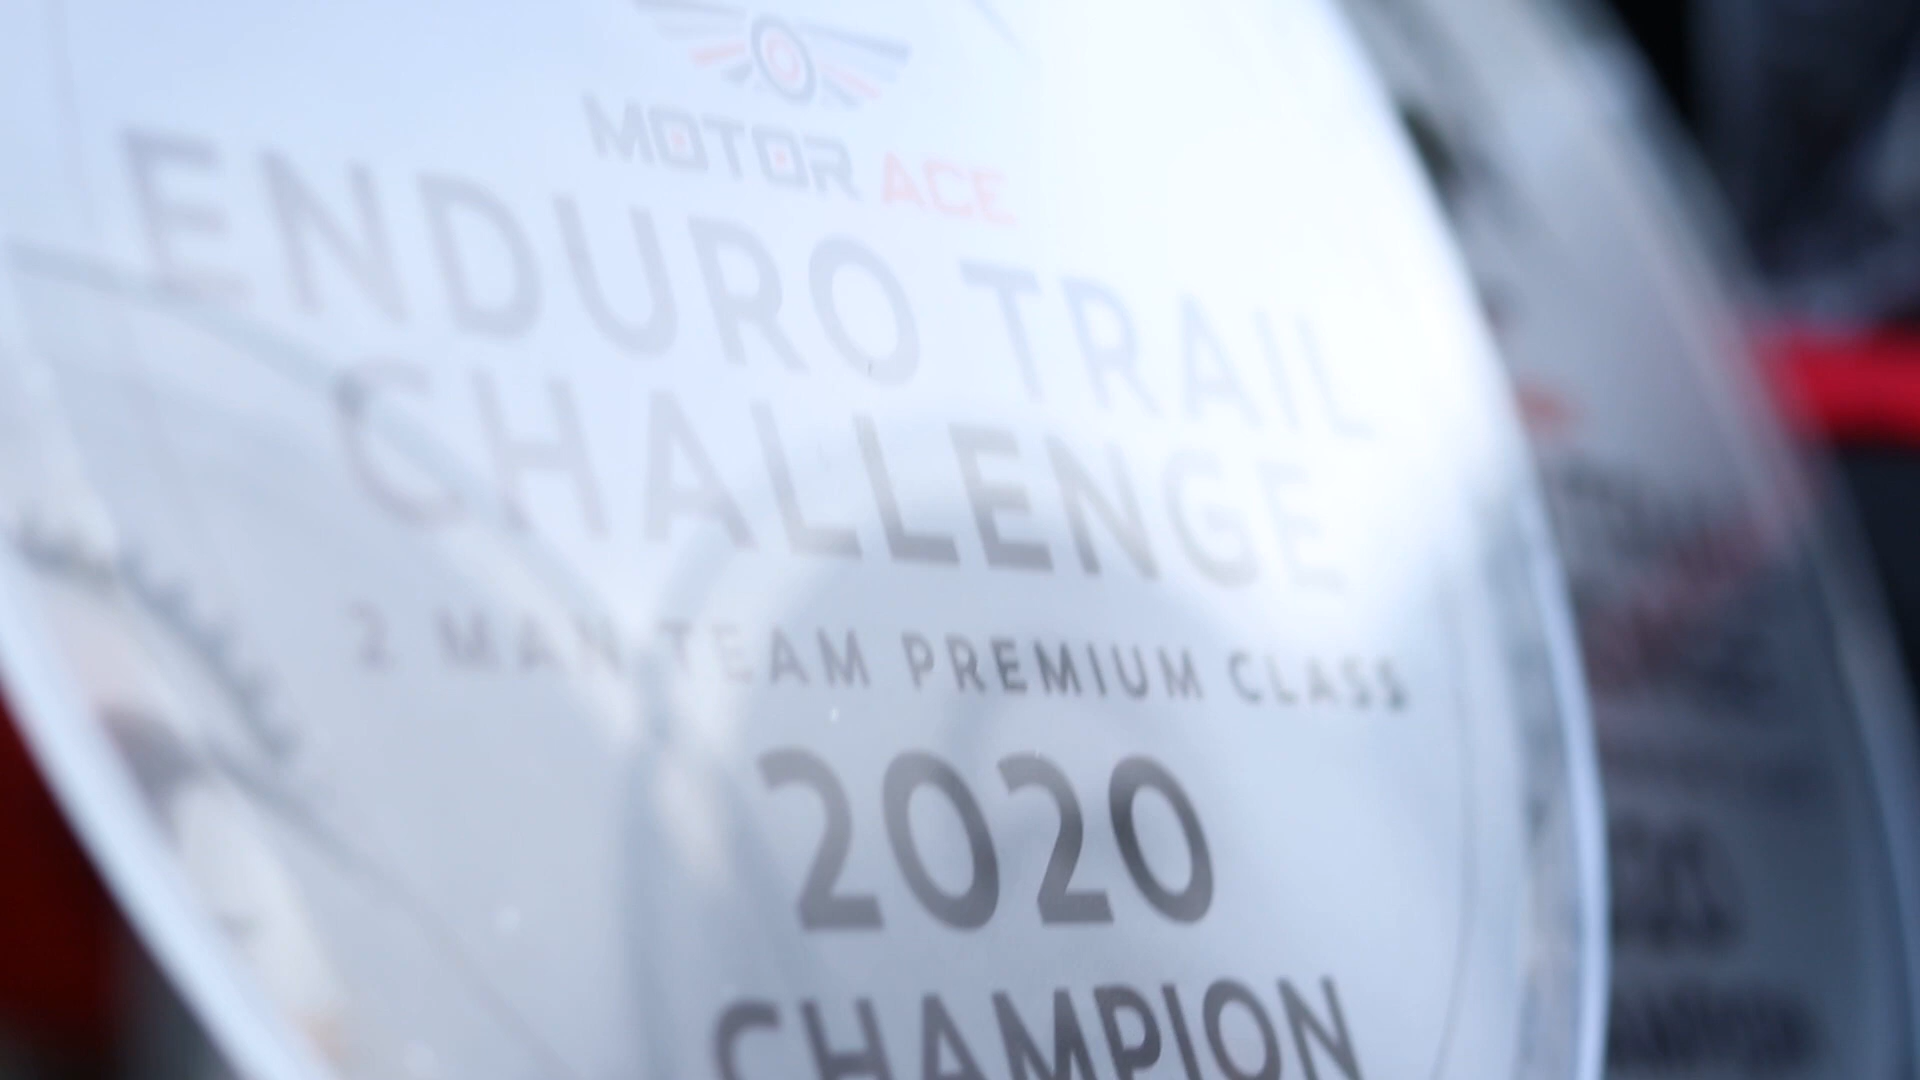 MOTOR ACE
ENDURO TRAIL
CHALLENGE
2 MAN TEAM PREMIUM CLASS
2020
CHAMPION